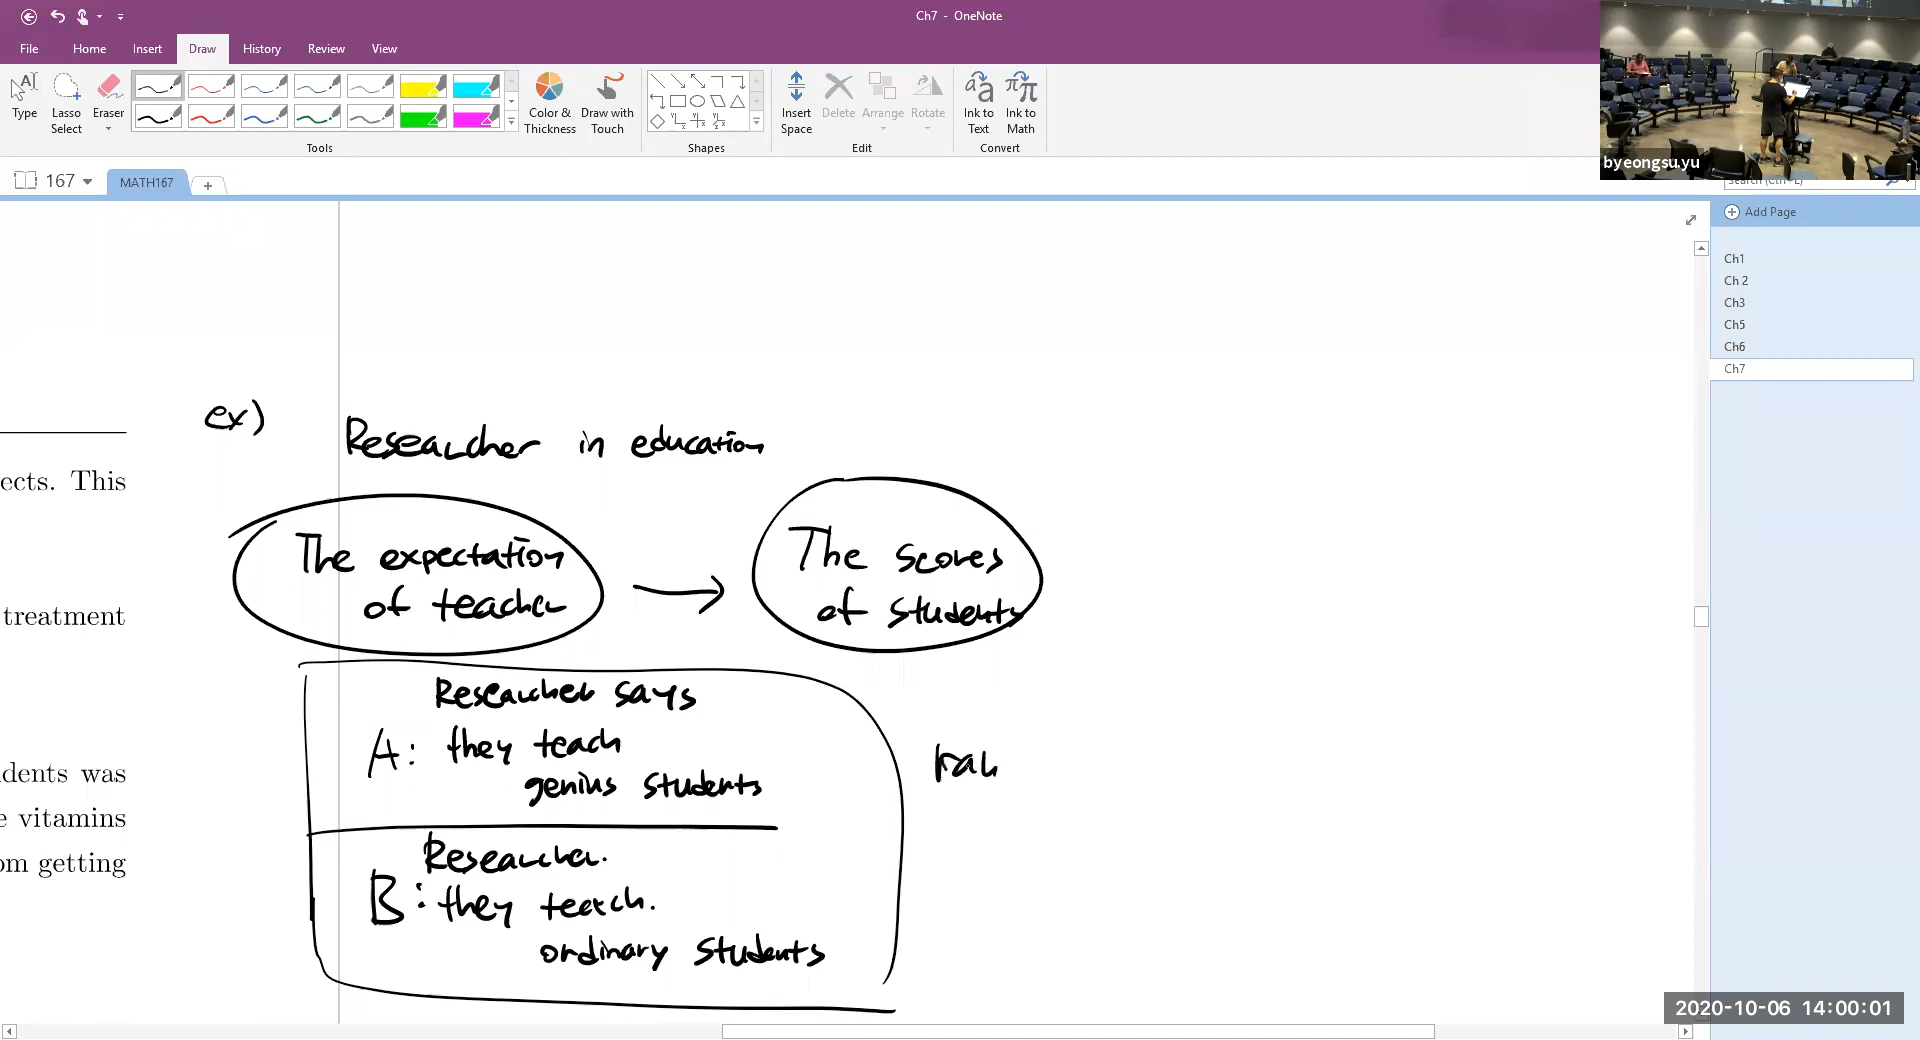 Ch7 - OneNote
File Home Insert Draw History Review View
Type
Lasso Select
Eraser
Color & Thickness
Draw with Touch
Insert Space
Delete
Arrange
Rotate
Ink to Text
Ink to Math
Tools
Shapes
Edit
Convert
byeongsu.yu
167
MATH167
Search (Ctrl+E)
Add Page
Ch1
Ch 2
Ch3
Ch5
Ch6
Ch7
ects. This
treatment
dents was
e vitamins
om getting
ex)
Researcher in education
The expectation
of teacher
The scores
of students
Researcher says
A: they teach
genius students
Researcher.
B: they teach.
ordinary students
2020-10-06 14:00:01